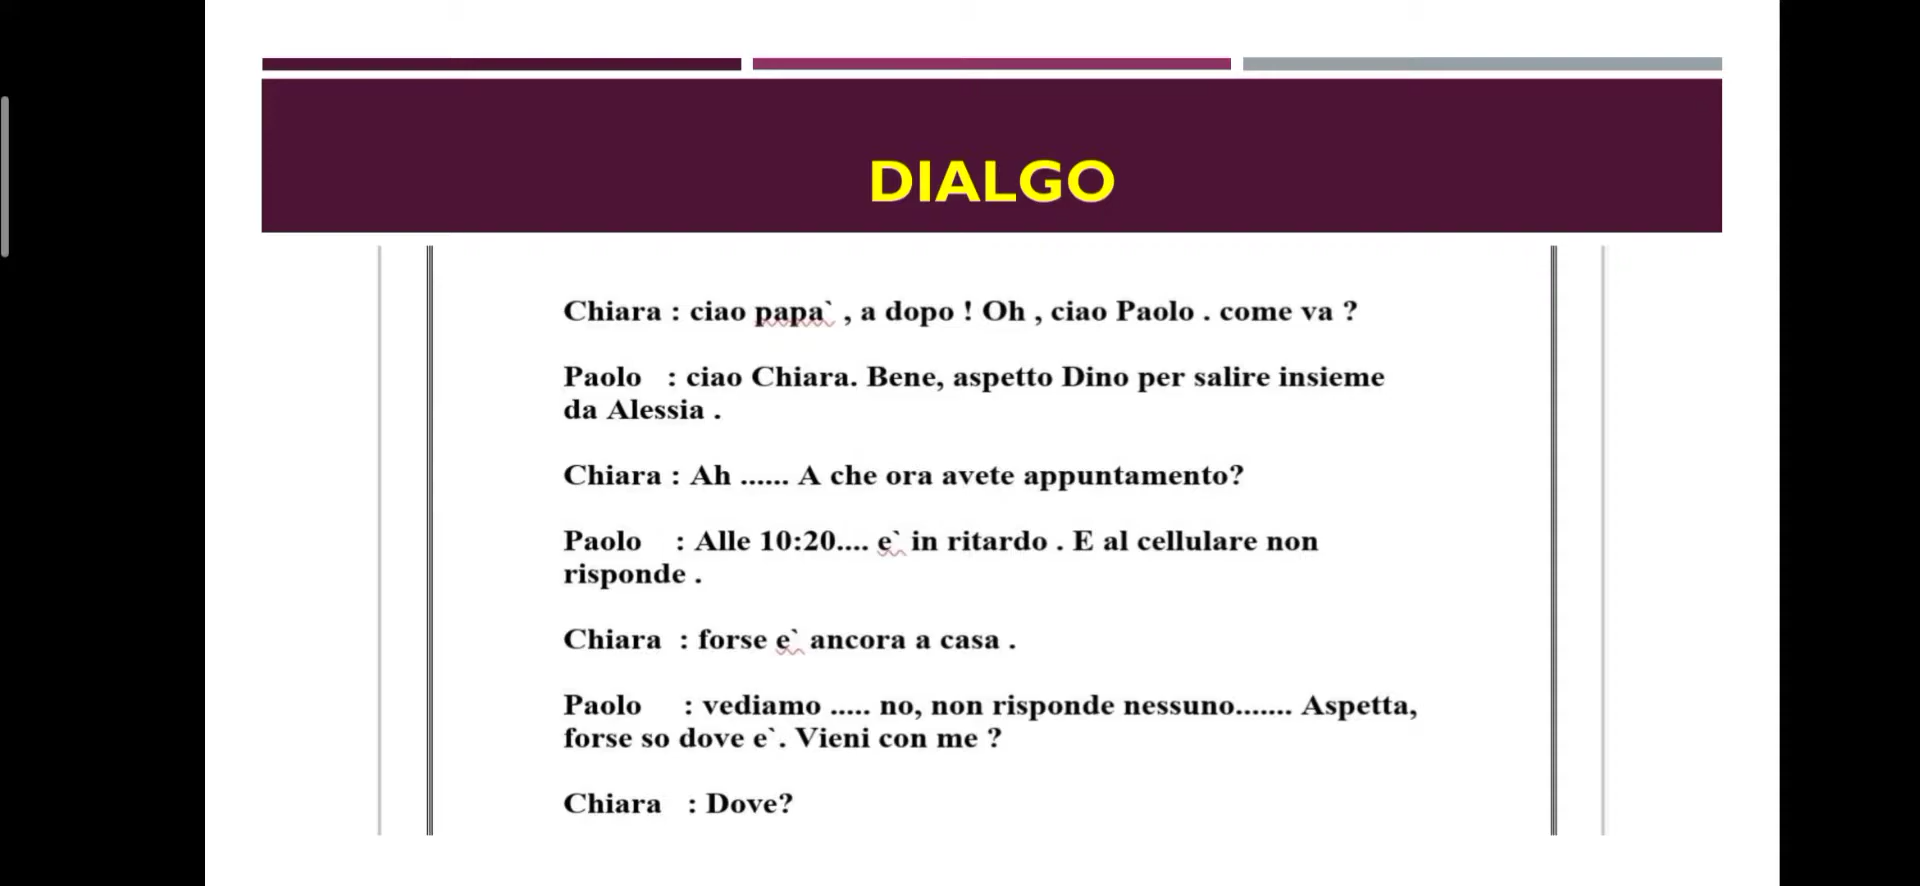 DIALGO
Chiara : ciao papa` , a dopo ! Oh , ciao Paolo . come va ?
Paolo : ciao Chiara. Bene, aspetto Dino per salire insieme
da Alessia .
Chiara : Ah ...... A che ora avete appuntamento?
Paolo : Alle 10:20.... e` in ritardo . E al cellulare non
risponde .
Chiara : forse e` ancora a casa .
Paolo : vediamo ..... no, non risponde nessuno....... Aspetta,
forse so dove e`. Vieni con me ?
Chiara : Dove?